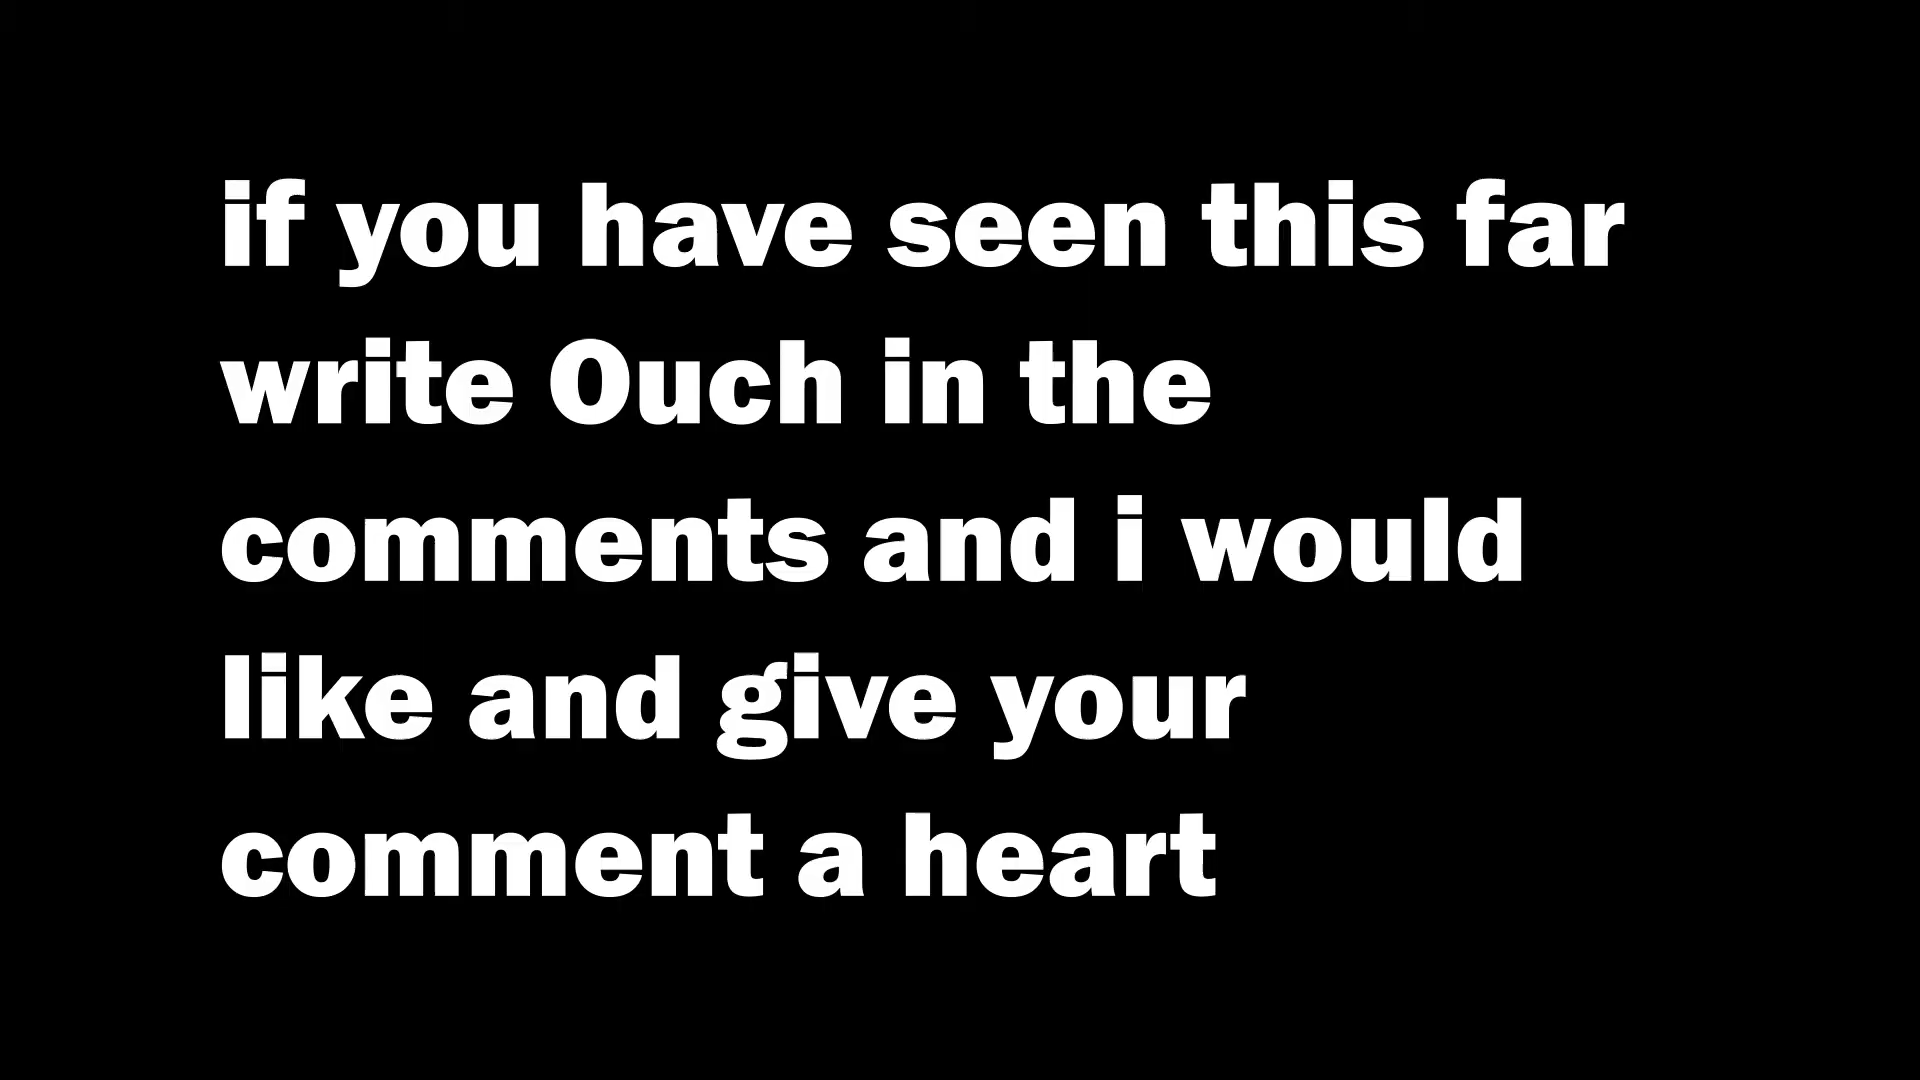 if you have seen this far
write Ouch in the
comments and i would
like and give your
comment a heart